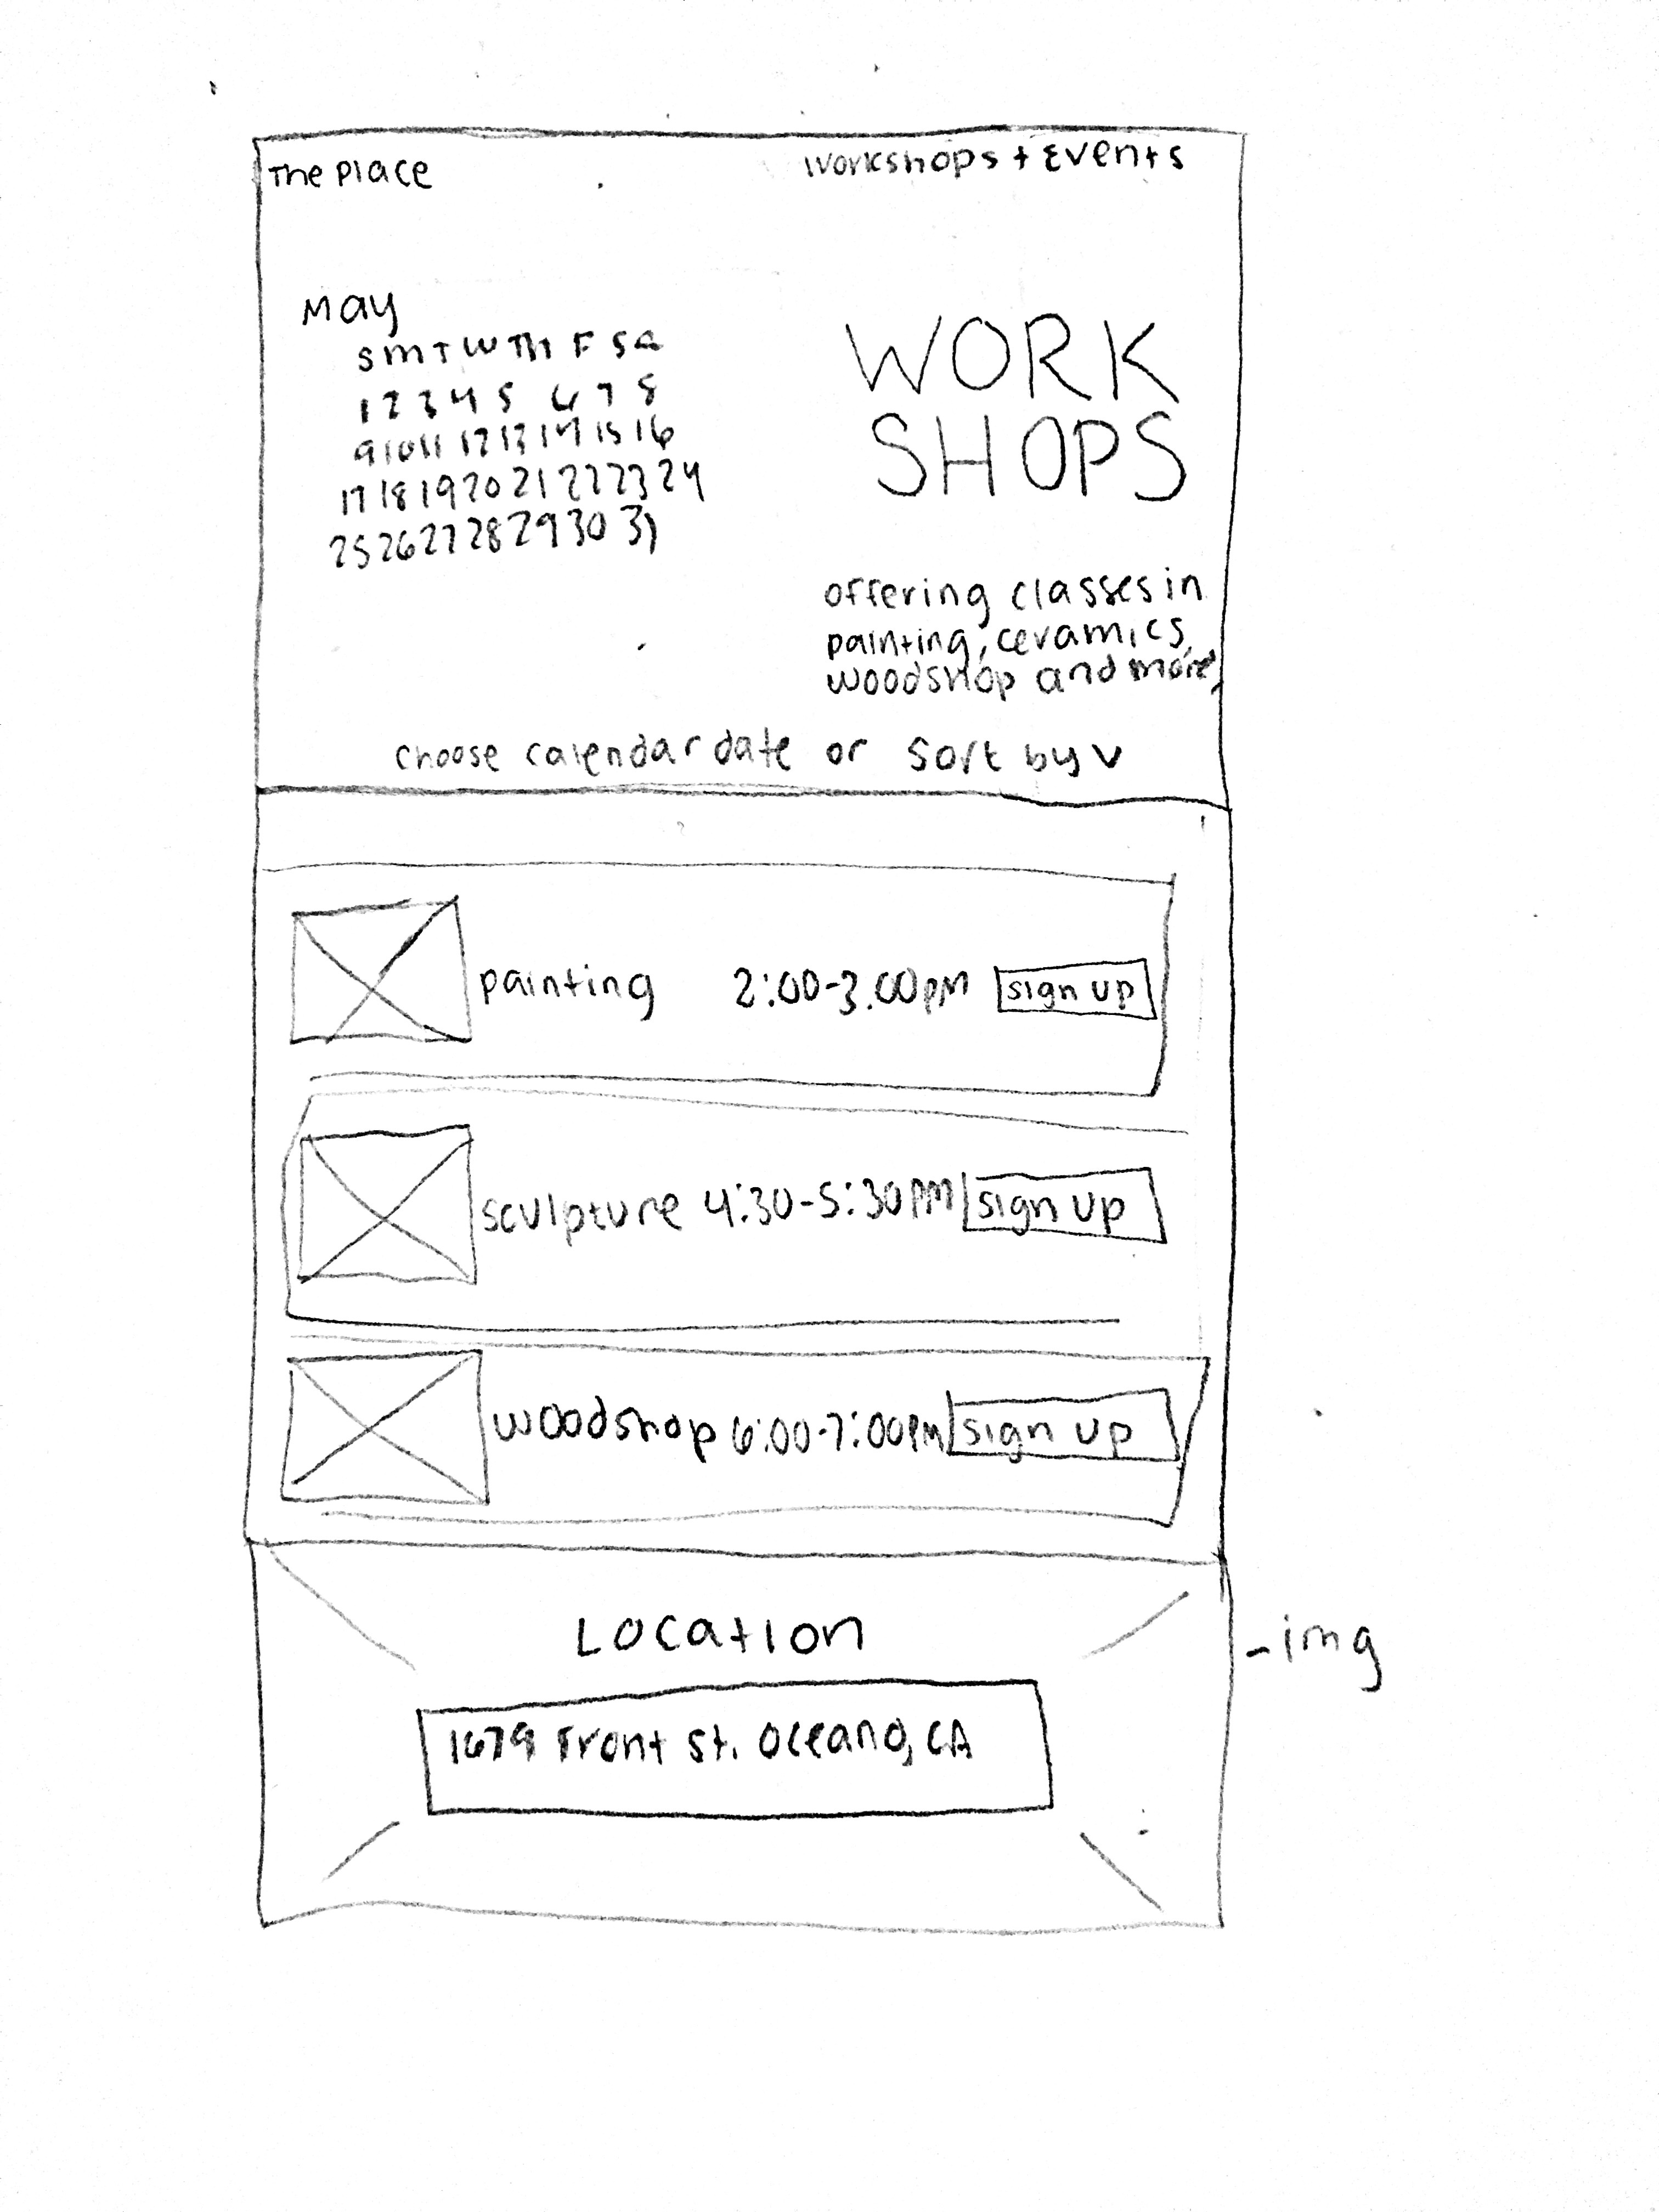 The Place
Workshops + Events
May
S M T W TH F S a
1 2 3 4 5 6 7 8
9 10 11 12 13 14 15 16
17 18 19 20 21 22 23 24
25 26 27 28 29 30 31
WORK
SHOPS
offering classes in
painting, ceramics,
woodshop and more,
choose calendar date or sort by v
painting 2:00-3.00pm sign up
sculpture 4:30-5:30PM sign up
woodshop 6:00-7:00PM sign up
Location
-img
1679 Front St. Oceano, CA